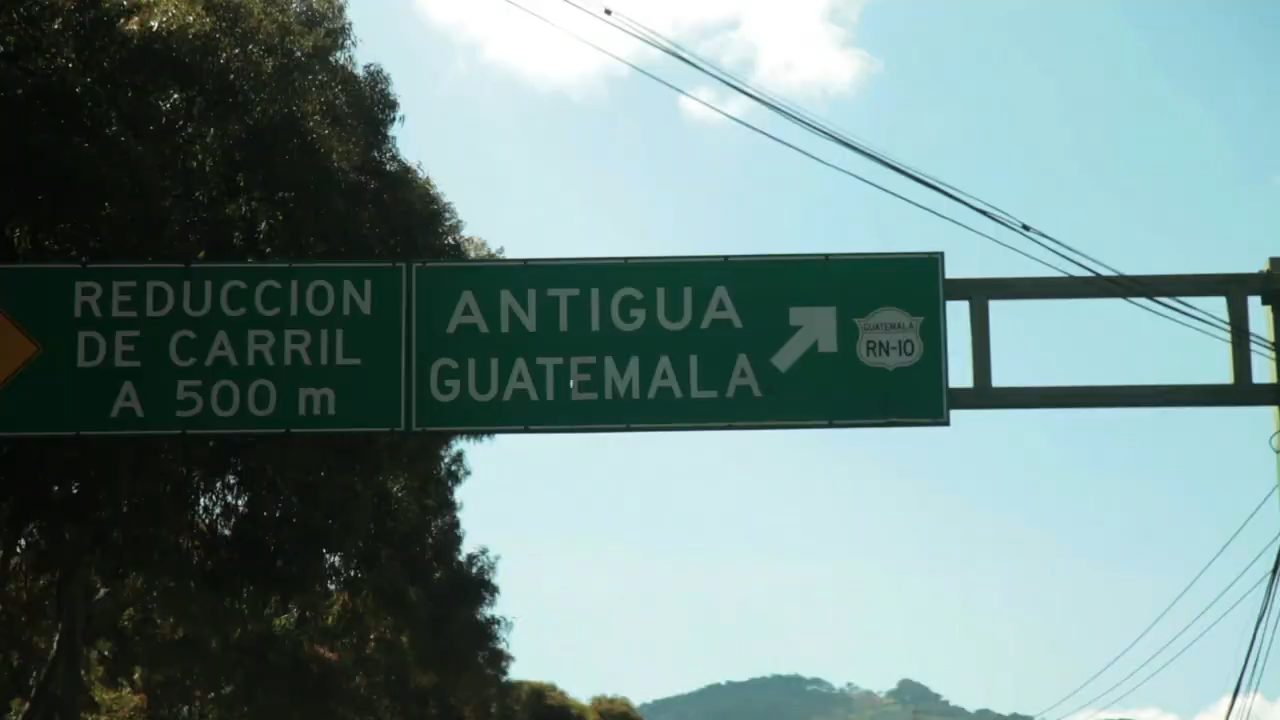 REDUCCION
DE CARRIL
A 500 m
ANTIGUA
GUATEMALA
GUATEMALA
RN-10